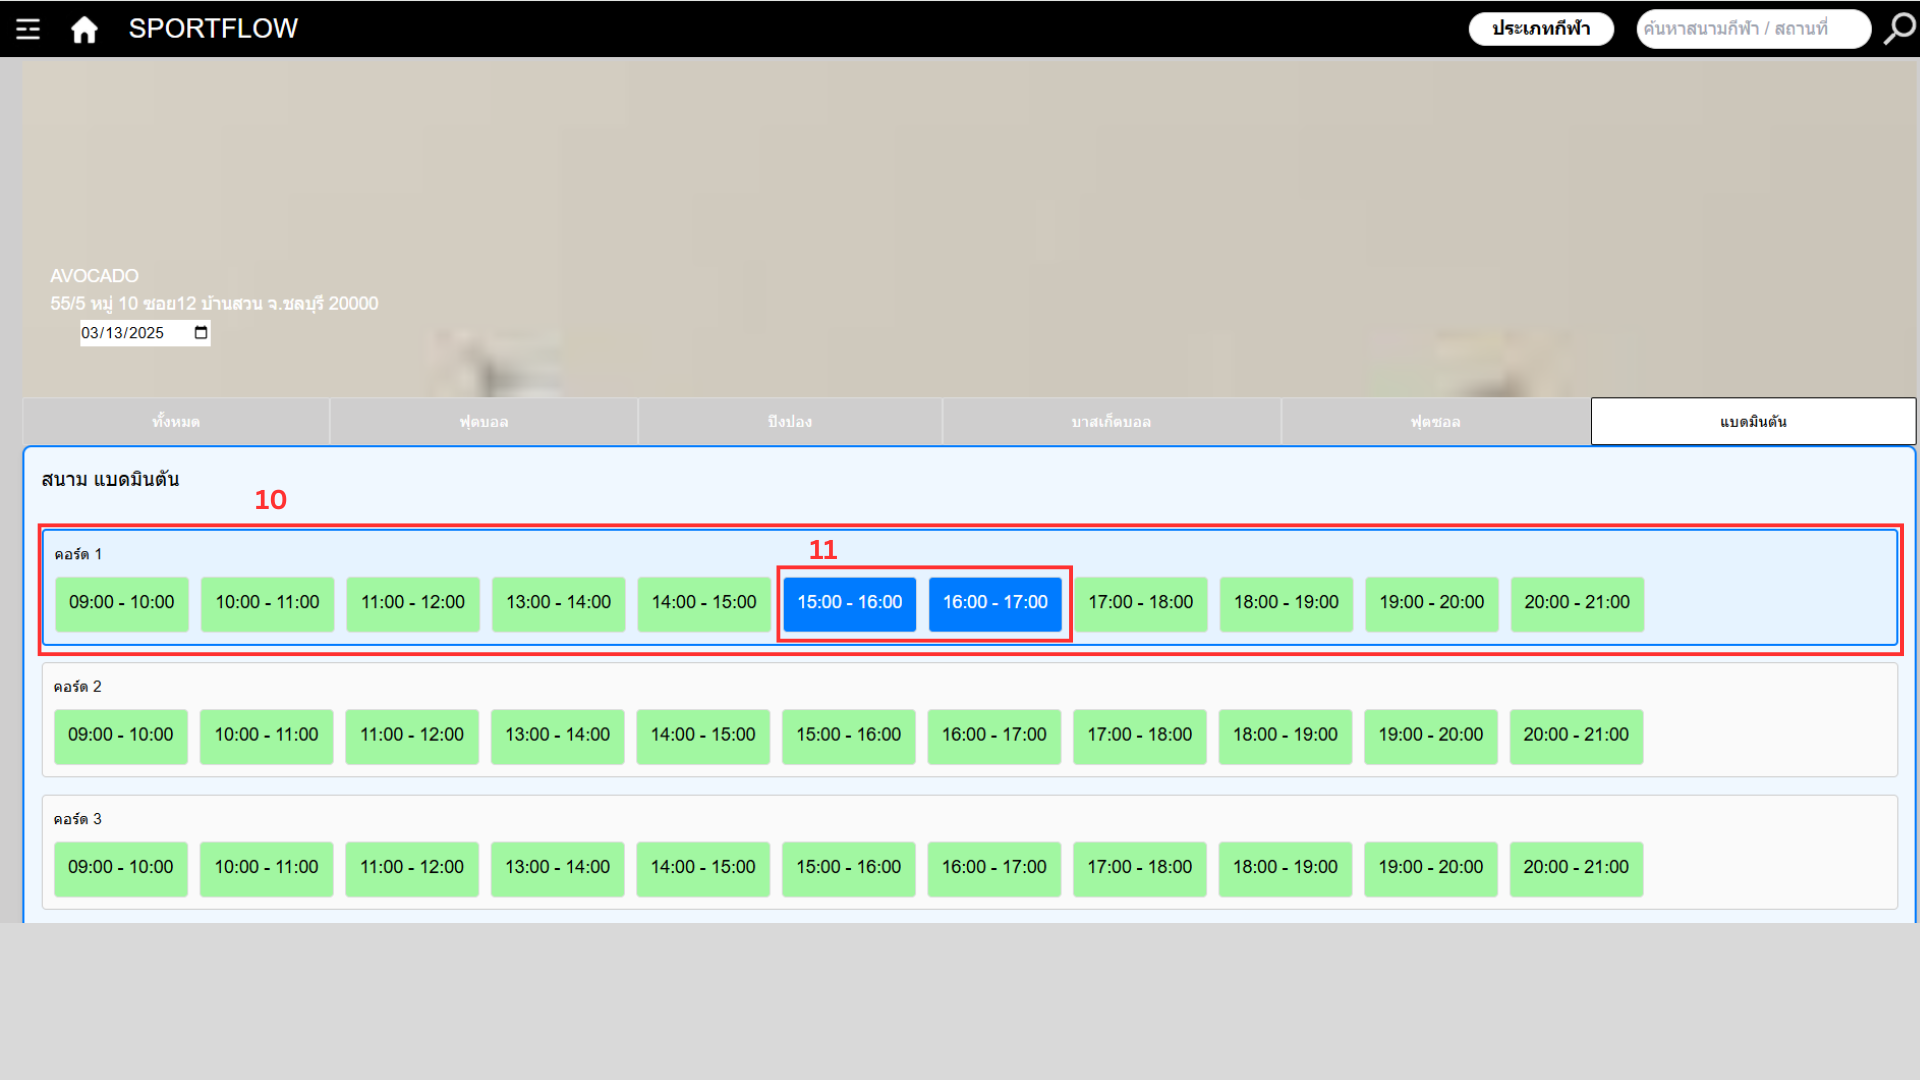 SPORTFLOW ประเภทกีฬา ค้นหาสนามกีฬา / สถานที่
AVOCADO
55/5 หมู่ 10 ซอย12 บ้านสวน จ.ชลบุรี 20000
03/13/2025
ทั้งหมด ฟุตบอล ปิงปอง บาสเก็ตบอล ฟุตซอล แบดมินตัน
สนาม แบดมินตัน
10
คอร์ด 1
11
09:00 - 10:00 10:00 - 11:00 11:00 - 12:00 13:00 - 14:00 14:00 - 15:00 15:00 - 16:00 16:00 - 17:00 17:00 - 18:00 18:00 - 19:00 19:00 - 20:00 20:00 - 21:00
คอร์ด 2
09:00 - 10:00 10:00 - 11:00 11:00 - 12:00 13:00 - 14:00 14:00 - 15:00 15:00 - 16:00 16:00 - 17:00 17:00 - 18:00 18:00 - 19:00 19:00 - 20:00 20:00 - 21:00
คอร์ด 3
09:00 - 10:00 10:00 - 11:00 11:00 - 12:00 13:00 - 14:00 14:00 - 15:00 15:00 - 16:00 16:00 - 17:00 17:00 - 18:00 18:00 - 19:00 19:00 - 20:00 20:00 - 21:00